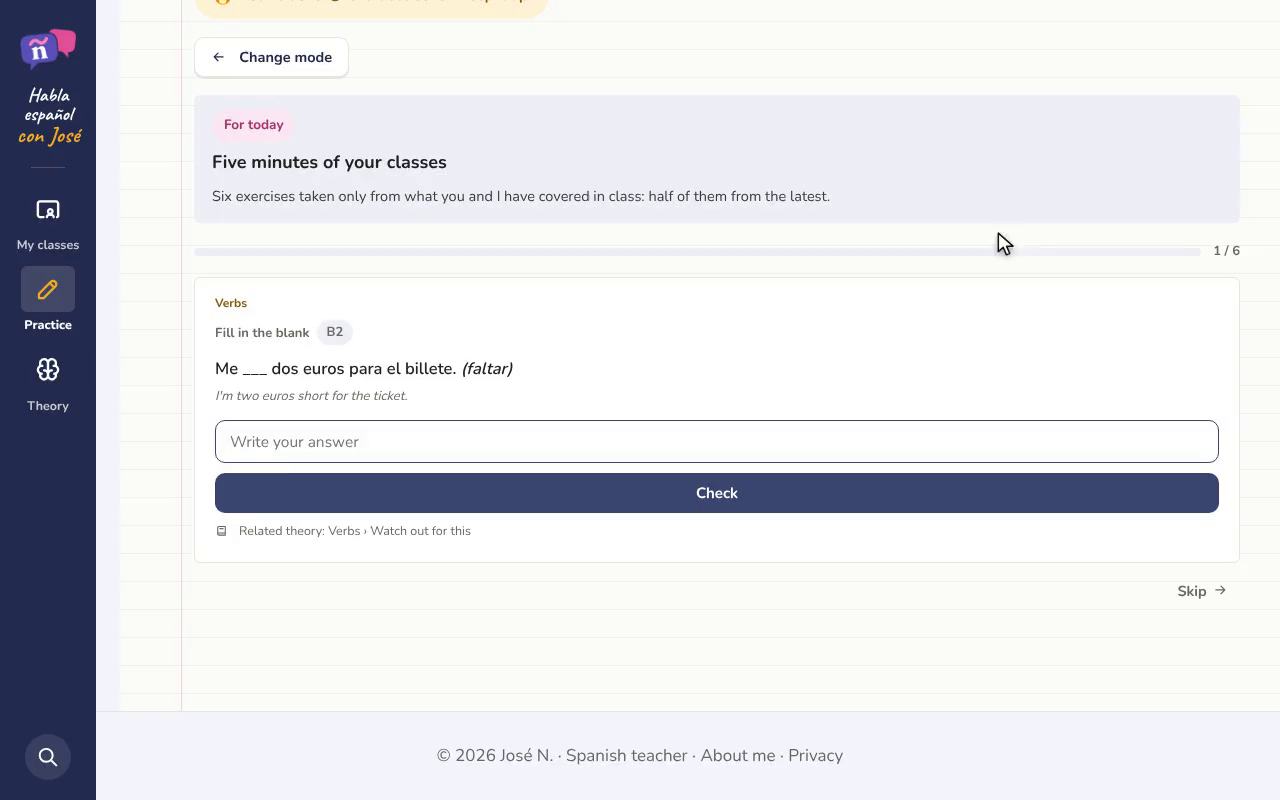 ñ
Habla
español
con José
My classes
Practice
Theory
Change mode
For today
Five minutes of your classes
Six exercises taken only from what you and I have covered in class: half of them from the latest.
1 / 6
Verbs
Fill in the blank B2
Me ___ dos euros para el billete. (faltar)
I'm two euros short for the ticket.
Write your answer
Check
Related theory: Verbs › Watch out for this
Skip
© 2026 José N. · Spanish teacher · About me · Privacy